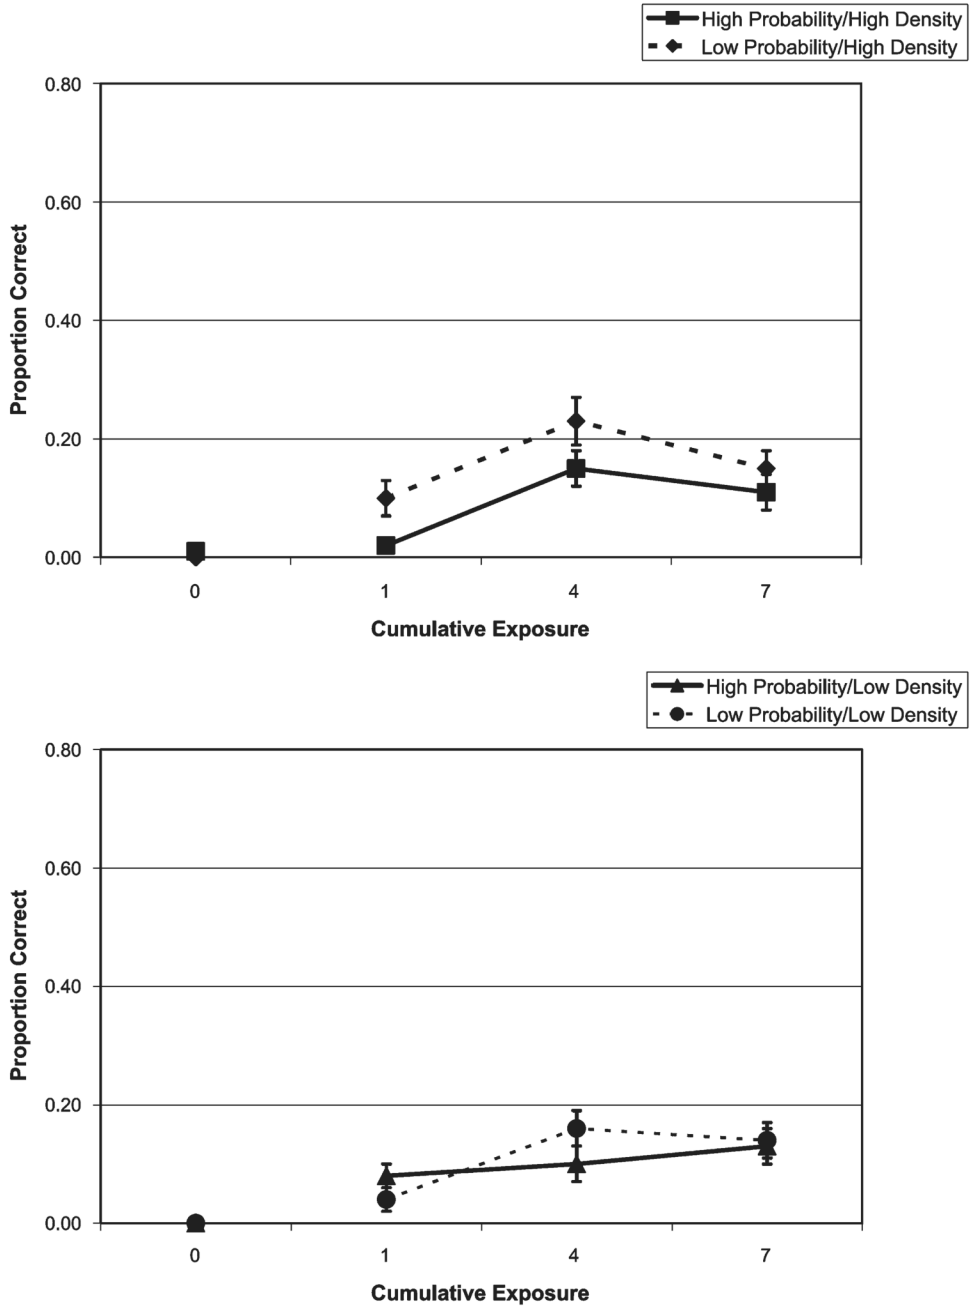 High Probability/High Density
Low Probability/High Density
0.80
0.60
0.40
0.20
0.00
Proportion Correct
0 1 4 7
Cumulative Exposure
High Probability/Low Density
Low Probability/Low Density
0.80
0.60
0.40
0.20
0.00
Proportion Correct
0 1 4 7
Cumulative Exposure